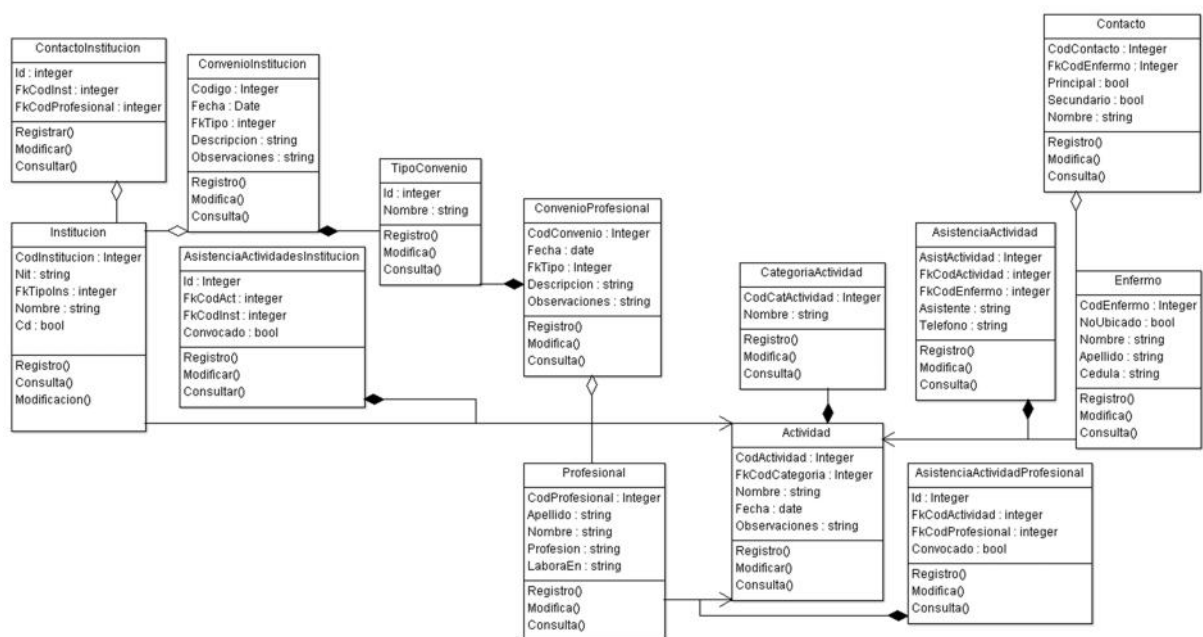 ContactoInstitucion
Id : integer
FkCodInst : integer
FkCodProfesional : integer
Registrar()
Modificar()
Consultar()
ConvenioInstitucion
Codigo : Integer
Fecha : Date
FkTipo : integer
Descripcion : string
Observaciones : string
Registro()
Modifica()
Consulta()
TipoConvenio
Id : integer
Nombre : string
Registro()
Modifica()
Consulta()
Contacto
CodContacto : Integer
FkCodEnfermo : Integer
Principal : bool
Secundario : bool
Nombre : string
Registro()
Modifica()
Consulta()
Institucion
CodInstitucion : Integer
Nit : string
FkTipoIns : integer
Nombre : string
Cd : bool
Registro()
Consulta()
Modificacion()
AsistenciaActividadesInstitucion
Id : Integer
FkCodAct : integer
FkCodInst : integer
Convocado : bool
Registro()
Modificar()
Consultar()
ConvenioProfesional
CodConvenio : Integer
Fecha : date
FkTipo : Integer
Descripcion : string
Observaciones : string
Registro()
Modifica()
Consulta()
CategoriaActividad
CodCatActividad : Integer
Nombre : string
Registro()
Modifica()
Consulta()
AsistenciaActividad
AsistActividad : Integer
FkCodActividad : integer
FkCodEnfermo : integer
Asistente : string
Telefono : string
Registro()
Modifica()
Consulta()
Enfermo
CodEnfermo : Integer
NoUbicado : bool
Nombre : string
Apellido : string
Cedula : string
Registro()
Modifica()
Consulta()
Profesional
CodProfesional : Integer
Apellido : string
Nombre : string
Profesion : string
LaboraEn : string
Registro()
Modifica()
Consulta()
Actividad
CodActividad : Integer
FkCodCategoria : Integer
Nombre : string
Fecha : date
Observaciones : string
Registro()
Modificar()
Consulta()
AsistenciaActividadProfesional
Id : Integer
FkCodActividad : integer
FkCodProfesional : integer
Convocado : bool
Registro()
Modifica()
Consulta()